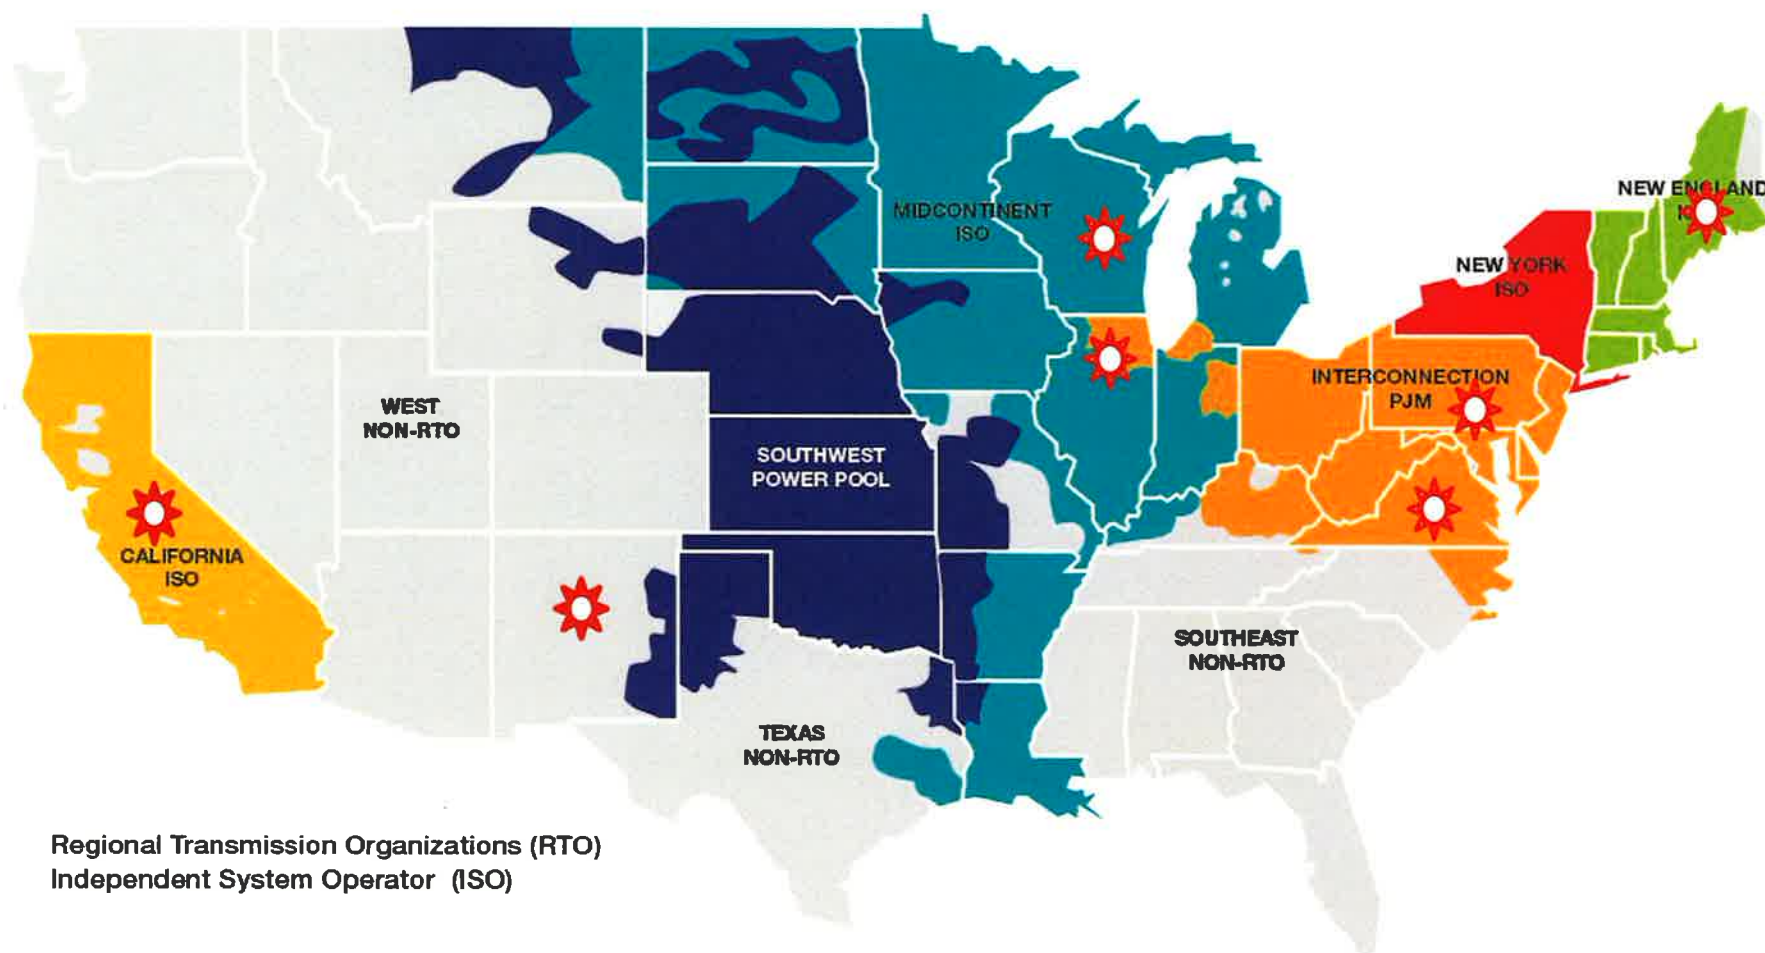 MIDCONTINENT
ISO
NEW ENGLAND
NEW YORK
ISO
INTERCONNECTION
PJM
WEST
NON-RTO
SOUTHWEST
POWER POOL
CALIFORNIA
ISO
SOUTHEAST
NON-RTO
TEXAS
NON-RTO
Regional Transmission Organizations (RTO)
Independent System Operator (ISO)